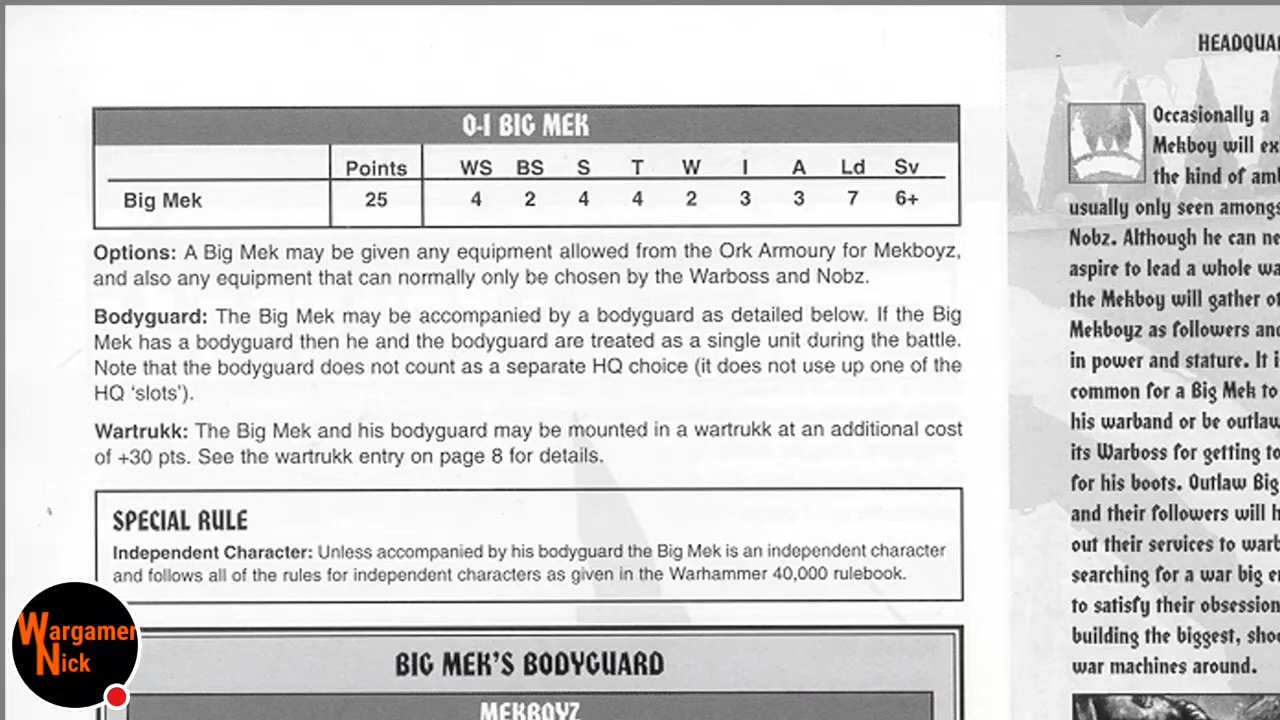 0-1 BIG MEK
Points WS BS S T W I A Ld Sv
Big Mek 25 4 2 4 4 2 3 3 7 6+
Options: A Big Mek may be given any equipment allowed from the Ork Armoury for Mekboyz,
and also any equipment that can normally only be chosen by the Warboss and Nobz.
Bodyguard: The Big Mek may be accompanied by a bodyguard as detailed below. If the Big
Mek has a bodyguard then he and the bodyguard are treated as a single unit during the battle.
Note that the bodyguard does not count as a separate HQ choice (it does not use up one of the
HQ 'slots').
Wartrukk: The Big Mek and his bodyguard may be mounted in a wartrukk at an additional cost
of +30 pts. See the wartrukk entry on page 8 for details.
SPECIAL RULE
Independent Character: Unless accompanied by his bodyguard the Big Mek is an independent character
and follows all of the rules for independent characters as given in the Warhammer 40,000 rulebook.
BIG MEK'S BODYGUARD
MEKBOYZ
Occasionally a
Mekboy will
the kind of
usually only seen
Nobz. Although he can
aspire to lead a whole
the Mekboy will gather
Mekboyz as followers
in power and stature. It
common for a Big Mek to
his warband or be
its Warboss for getting
for his boots. Outlaw Big
and their followers will
out their services to
searching for a war big
to satisfy their
building the biggest,
war machines around.
Wargamer
Nick